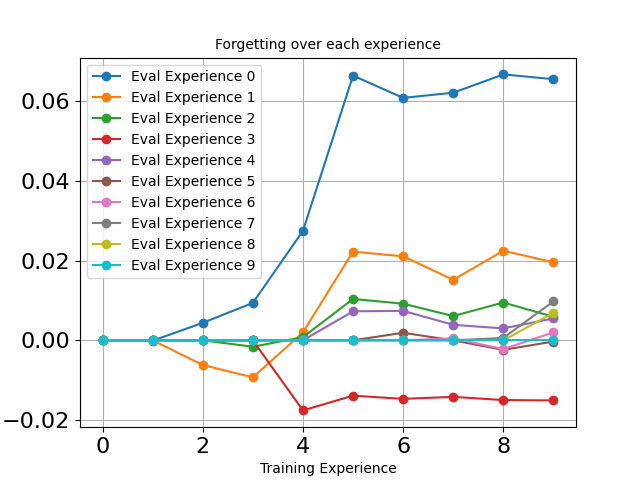 Forgetting over each experience
Eval Experience 0
Eval Experience 1
Eval Experience 2
Eval Experience 3
Eval Experience 4
Eval Experience 5
Eval Experience 6
Eval Experience 7
Eval Experience 8
Eval Experience 9
0.06
0.04
0.02
0.00
−0.02
0 2 4 6 8
Training Experience